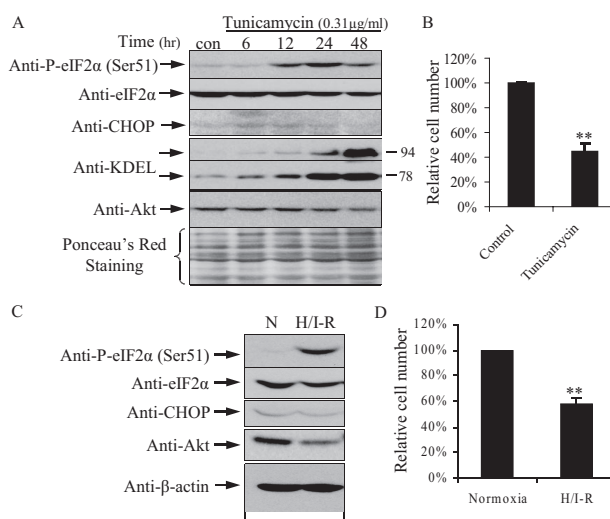 A
Tunicamycin (0.31μg/ml)
Time (hr) con 6 12 24 48
Anti-P-eIF2α (Ser51)
Anti-eIF2α
Anti-CHOP
Anti-KDEL
94
78
Anti-Akt
Ponceau's Red
Staining
B
Relative cell number
120%
100%
80%
60%
40%
20%
0%
**
Control
Tunicamycin
C
N H/I-R
Anti-P-eIF2α (Ser51)
Anti-eIF2α
Anti-CHOP
Anti-Akt
Anti-β-actin
D
Relative cell number
120%
100%
80%
60%
40%
20%
0%
**
Normoxia H/I-R